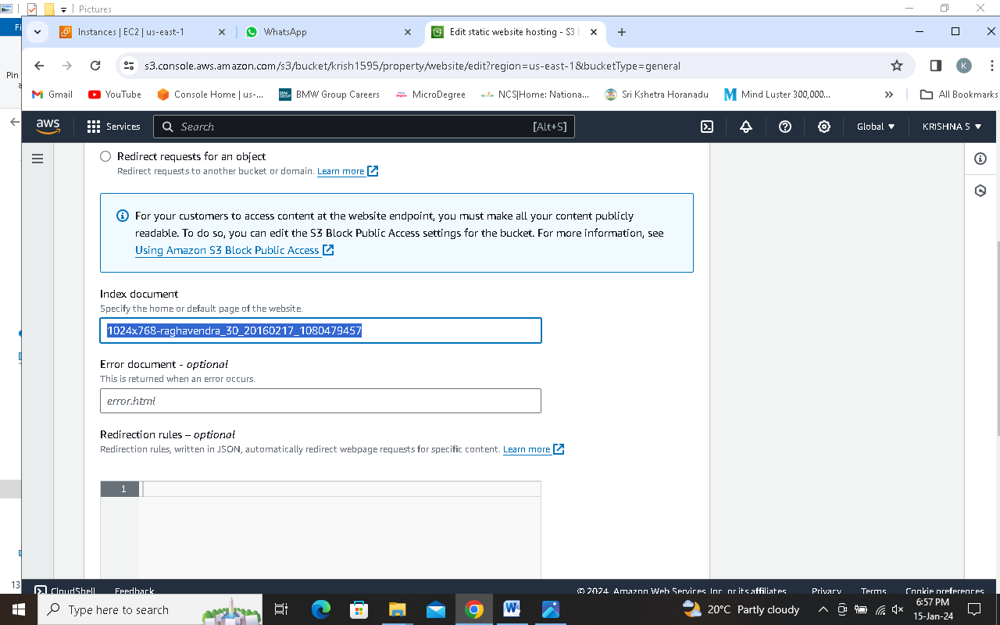 Pictures
Fi
Instances | EC2 | us-east-1
WhatsApp
Edit static website hosting - S3 b
s3.console.aws.amazon.com/s3/bucket/krish1595/property/website/edit?region=us-east-1&bucketType=general
K
Pin
a
Gmail
YouTube
Console Home | us-...
BMW Group Careers
MicroDegree
NCS|Home: Nationa...
Sri Kshetra Horanadu
Mind Luster 300,000...
»
All Bookmarks
aws
Services
Search
[Alt+S]
Global
KRISHNA S
Redirect requests for an object
Redirect requests to another bucket or domain. Learn more
For your customers to access content at the website endpoint, you must make all your content publicly
readable. To do so, you can edit the S3 Block Public Access settings for the bucket. For more information, see
Using Amazon S3 Block Public Access
Index document
Specify the home or default page of the website.
1024x768-raghavendra_30_20160217_1080479457
Error document - optional
This is returned when an error occurs.
error.html
Redirection rules – optional
Redirection rules, written in JSON, automatically redirect webpage requests for specific content. Learn more
1
13
CloudShell
Feedback
© 2024, Amazon Web Services, Inc. or its affiliates.
Privacy
Terms
Cookie preferences
Type here to search
20°C Partly cloudy
6:57 PM
15-Jan-24